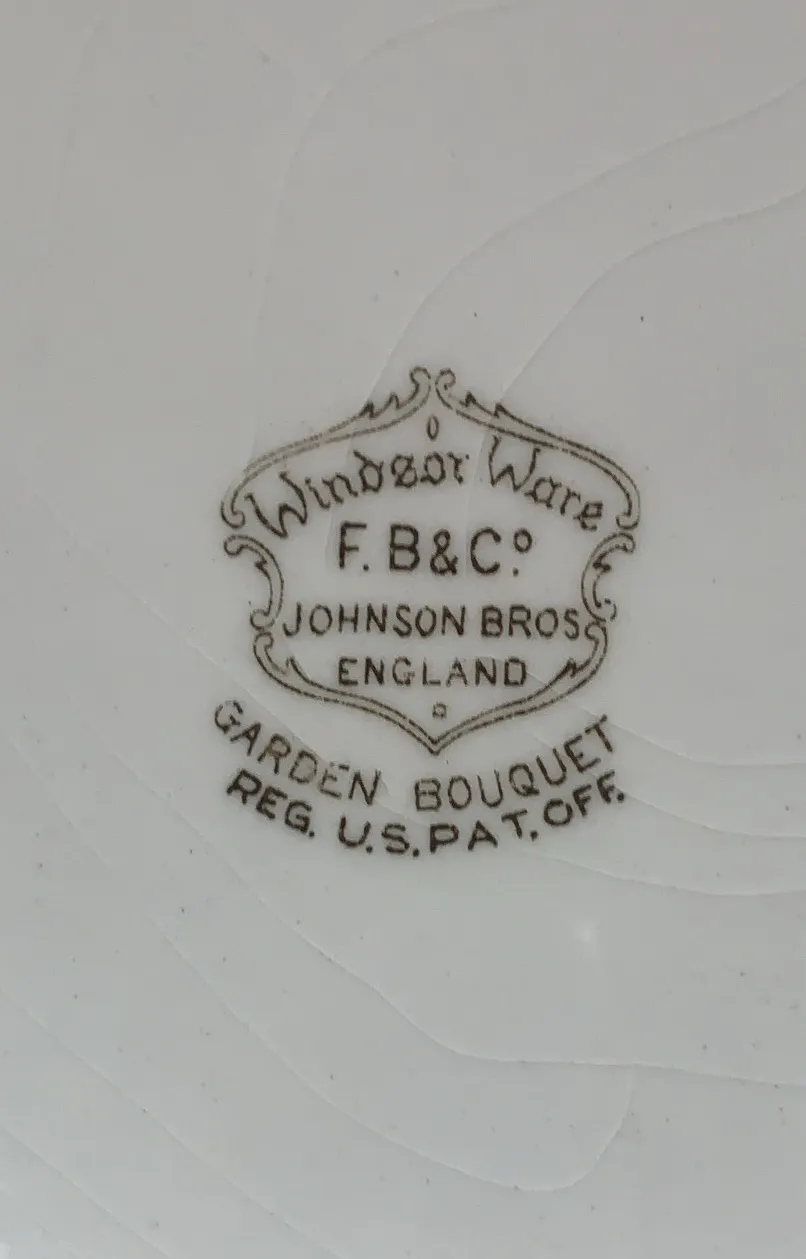 Windsor Ware
F. B & Cº
JOHNSON BROS
ENGLAND
GARDEN BOUQUET
REG. U.S. PAT. OFF.